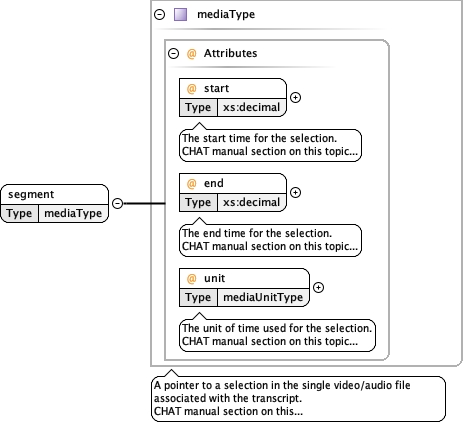 mediaType
@ Attributes
@ start
Type xs:decimal
The start time for the selection.
CHAT manual section on this topic...
@ end
Type xs:decimal
The end time for the selection.
CHAT manual section on this topic...
segment
Type mediaType
@ unit
Type mediaUnitType
The unit of time used for the selection.
CHAT manual section on this topic...
A pointer to a selection in the single video/audio file
associated with the transcript.
CHAT manual section on this...